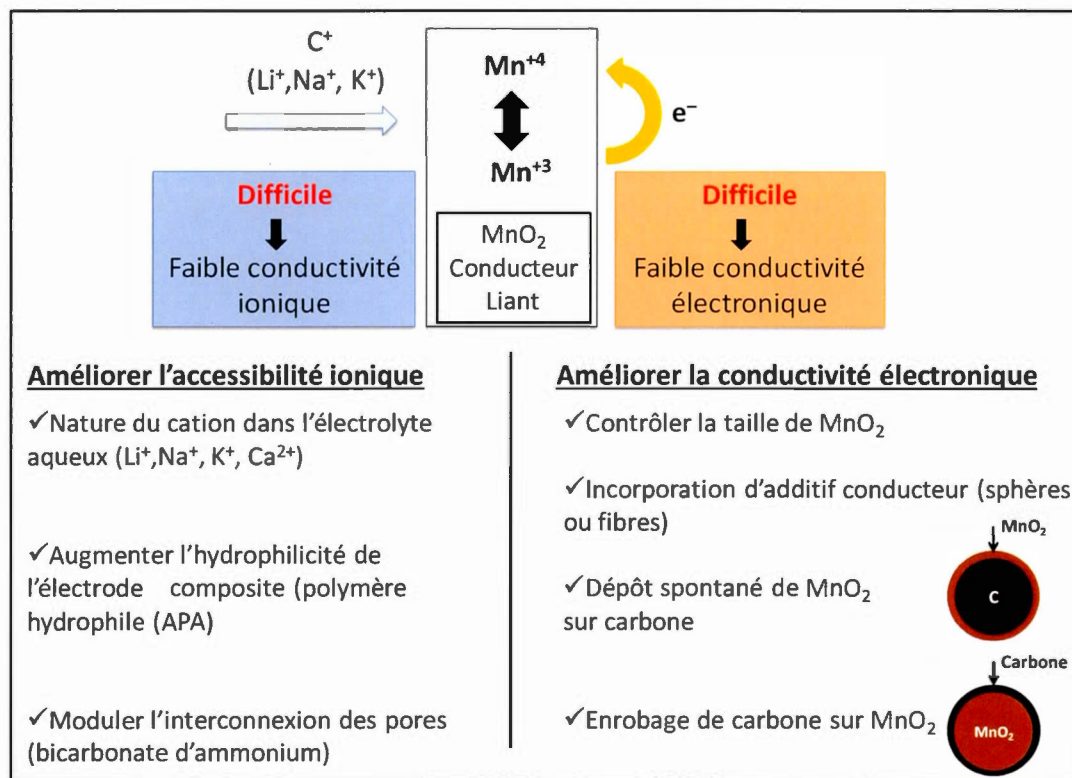 C⁺
(Li⁺,Na⁺, K⁺)
Mn⁺⁴
Mn⁺³
e⁻
Difficile
Faible conductivité
ionique
MnO₂
Conducteur
Liant
Difficile
Faible conductivité
électronique
Améliorer l'accessibilité ionique
✓Nature du cation dans l'électrolyte
aqueux (Li⁺,Na⁺, K⁺, Ca²⁺)
✓Augmenter l'hydrophilicité de
l'électrode composite (polymère
hydrophile (APA)
✓Moduler l'interconnexion des pores
(bicarbonate d'ammonium)
Améliorer la conductivité électronique
✓Contrôler la taille de MnO₂
✓Incorporation d'additif conducteur (sphères
ou fibres)
✓Dépôt spontané de MnO₂
sur carbone
MnO₂
C
✓Enrobage de carbone sur MnO₂
Carbone
MnO₂